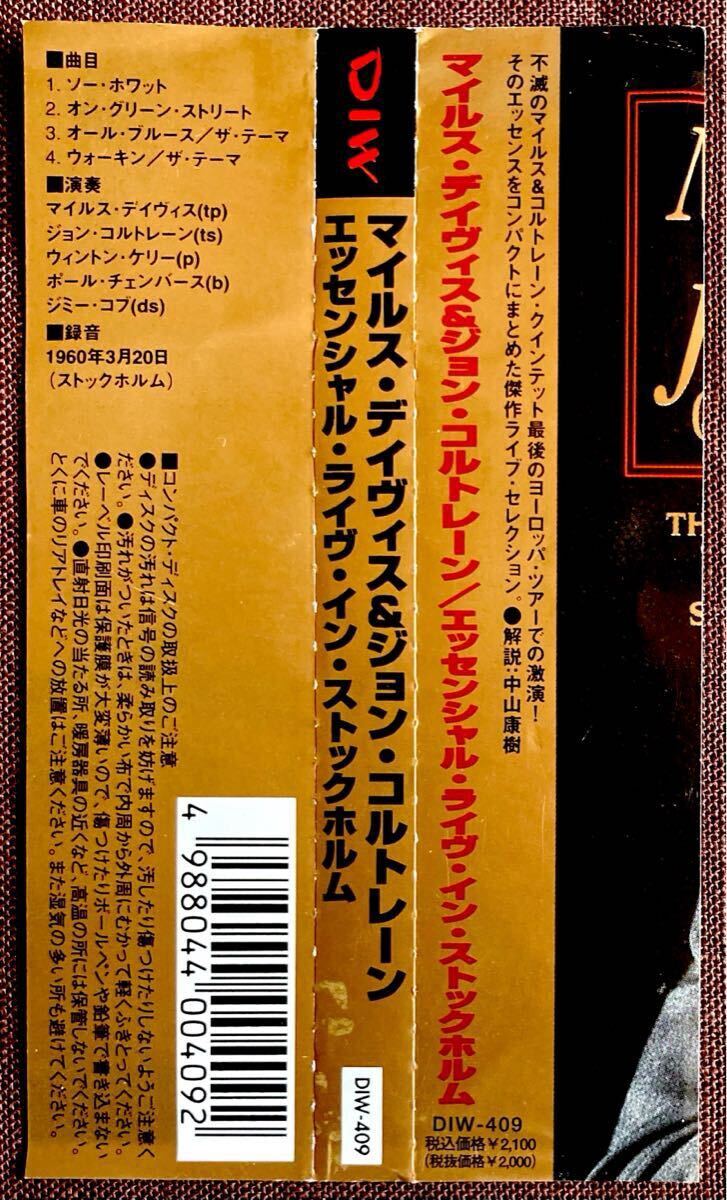 ■曲目
1. ソー・ホワット
2. オン・グリーン・ストリート
3. オール・ブルース/ザ・テーマ
4. ウォーキン/ザ・テーマ
■演奏
マイルス・デイヴィス(tp)
ジョン・コルトレーン(ts)
ウィントン・ケリー(p)
ポール・チェンバース(b)
ジミー・コブ(ds)
■録音
1960年3月20日
(ストックホルム)
■コンパクト・ディスクの取扱上のご注意
●ディスクの汚れは信号の読み取りを妨げますので、汚したり傷つけたりしないようご注意く
ださい。●汚れがついたときは、柔らかい布で内周から外周にむかって軽くふきとってください。
●レーベル印刷面は保護膜が大変薄いので、傷つけたりボールペンや鉛筆で書き込まない
でください。●直射日光の当たる所、暖房器具の近くなど、高温の所には保管しないでください。
とくに車のリアトレイなどへの放置はご注意ください。また湿気の多い所も避けてください。
4 988044 004092
DIW
マイルス・デイヴィス&ジョン・コルトレーン
エッセンシャル・ライヴ・イン・ストックホルム
DIW-409
不滅のマイルス&コルトレーン・クインテット最後のヨーロッパ・ツアーでの激演!
そのエッセンスをコンパクトにまとめた傑作ライブ・セレクション。●解説:中山康樹
マイルス・デイヴィス&ジョン・コルトレーン/エッセンシャル・ライヴ・イン・ストックホルム
DIW-409
税込価格¥2,100
(税抜価格¥2,000)
M
J
TH
S